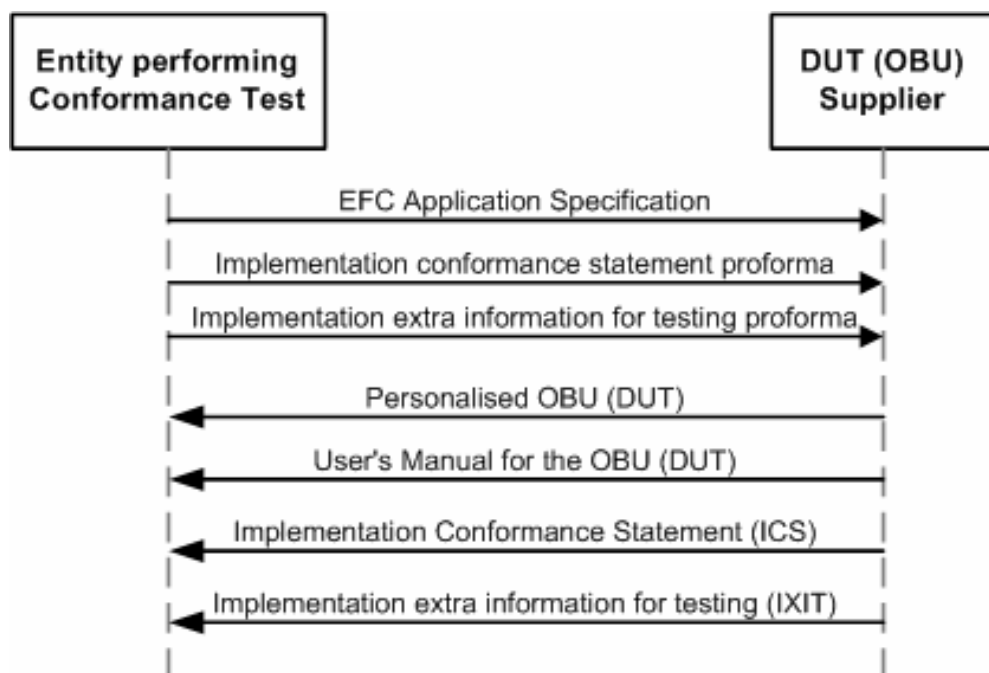 Entity performing
Conformance Test
DUT (OBU)
Supplier
EFC Application Specification
Implementation conformance statement proforma
Implementation extra information for testing proforma
Personalised OBU (DUT)
User's Manual for the OBU (DUT)
Implementation Conformance Statement (ICS)
Implementation extra information for testing (IXIT)